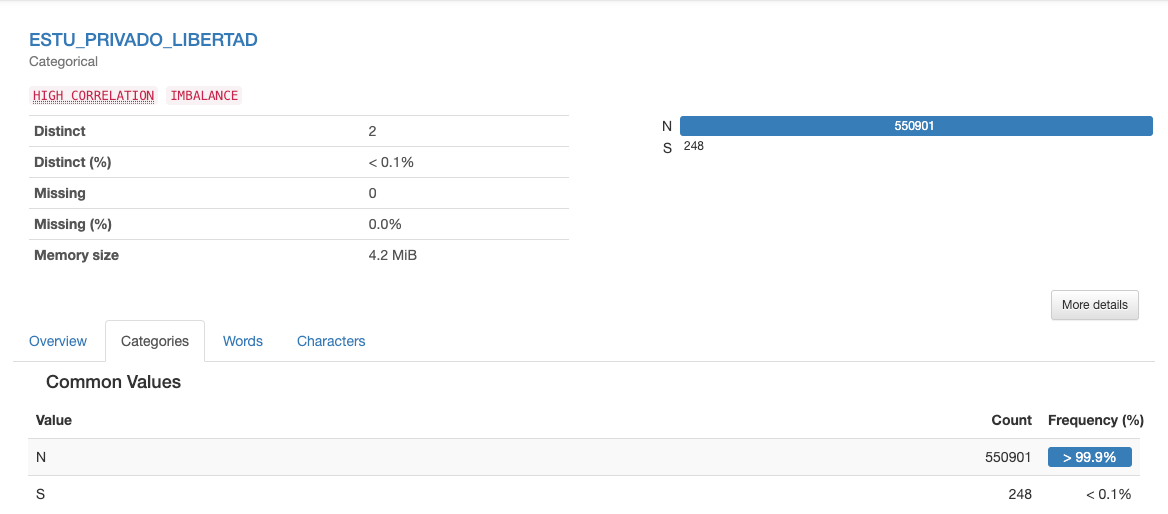 ESTU_PRIVADO_LIBERTAD
Categorical
HIGH CORRELATION IMBALANCE
Distinct 2
Distinct (%) < 0.1%
Missing 0
Missing (%) 0.0%
Memory size 4.2 MiB
N 550901
S 248
More details
Overview Categories Words Characters
Common Values
Value Count Frequency (%)
N 550901 > 99.9%
S 248 < 0.1%